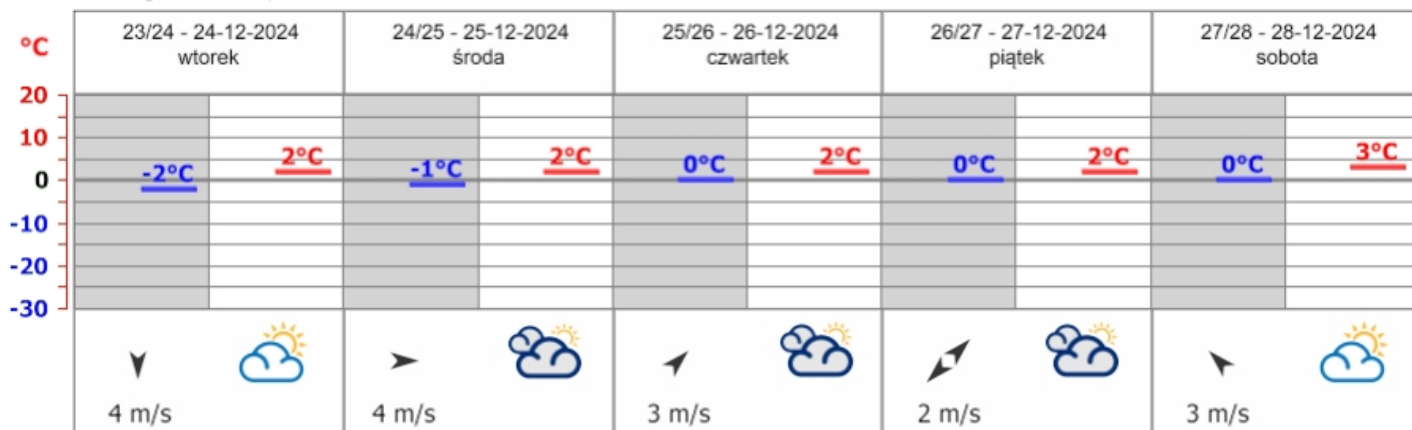 23/24 - 24-12-2024
wtorek
24/25 - 25-12-2024
środa
25/26 - 26-12-2024
czwartek
26/27 - 27-12-2024
piątek
27/28 - 28-12-2024
sobota
°C
20
10
0
-10
-20
-30
-2°C
2°C
-1°C
2°C
0°C
2°C
0°C
2°C
0°C
3°C
4 m/s
4 m/s
3 m/s
2 m/s
3 m/s